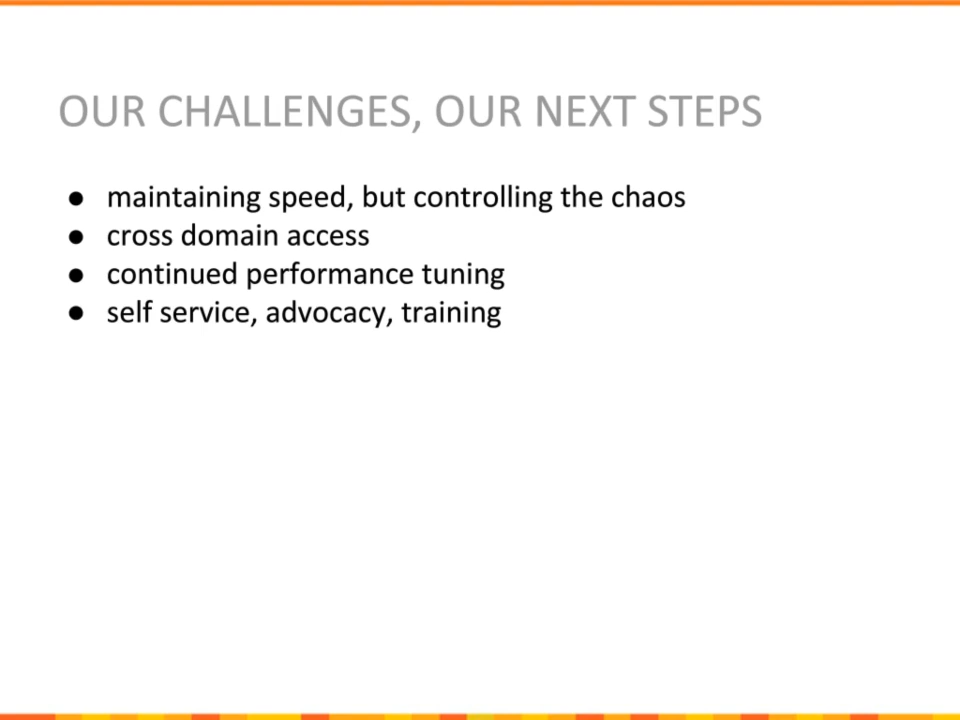 OUR CHALLENGES, OUR NEXT STEPS
● maintaining speed, but controlling the chaos
● cross domain access
● continued performance tuning
● self service, advocacy, training